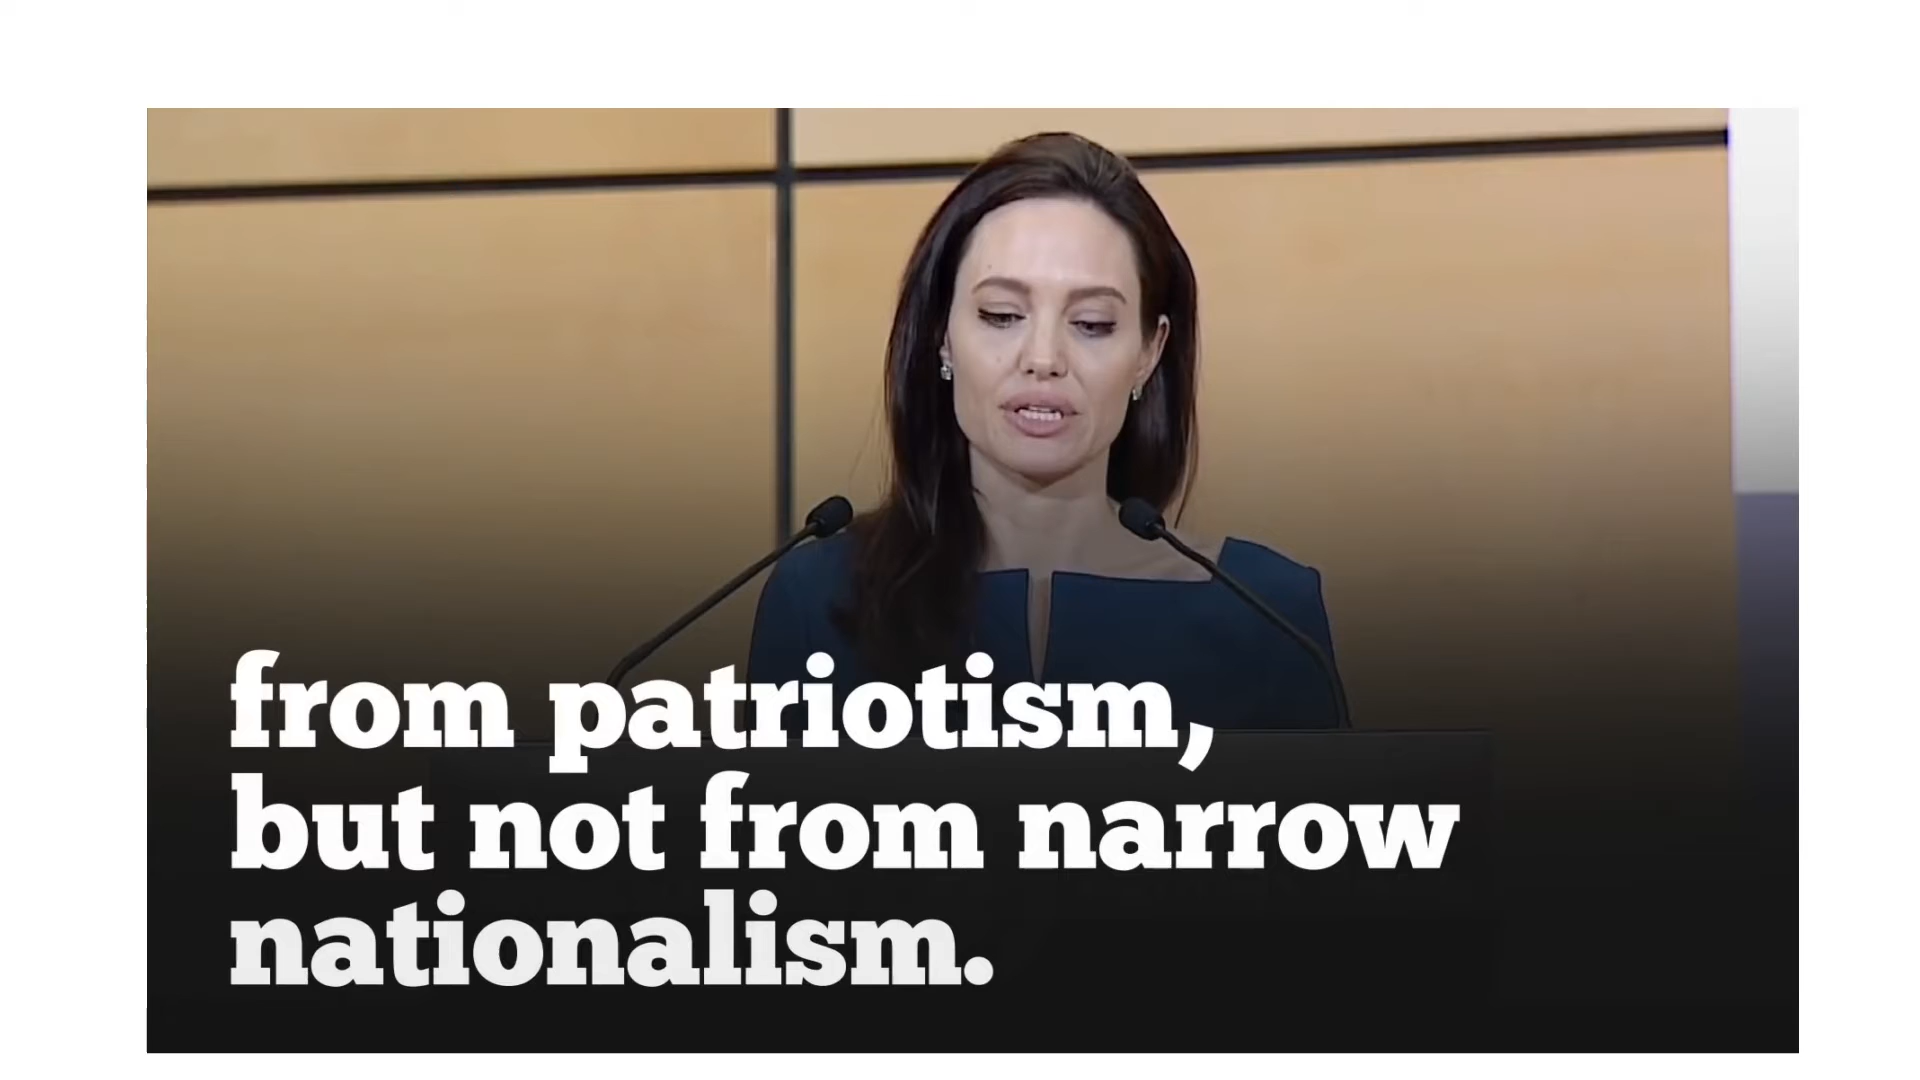 from patriotism,
but not from narrow
nationalism.